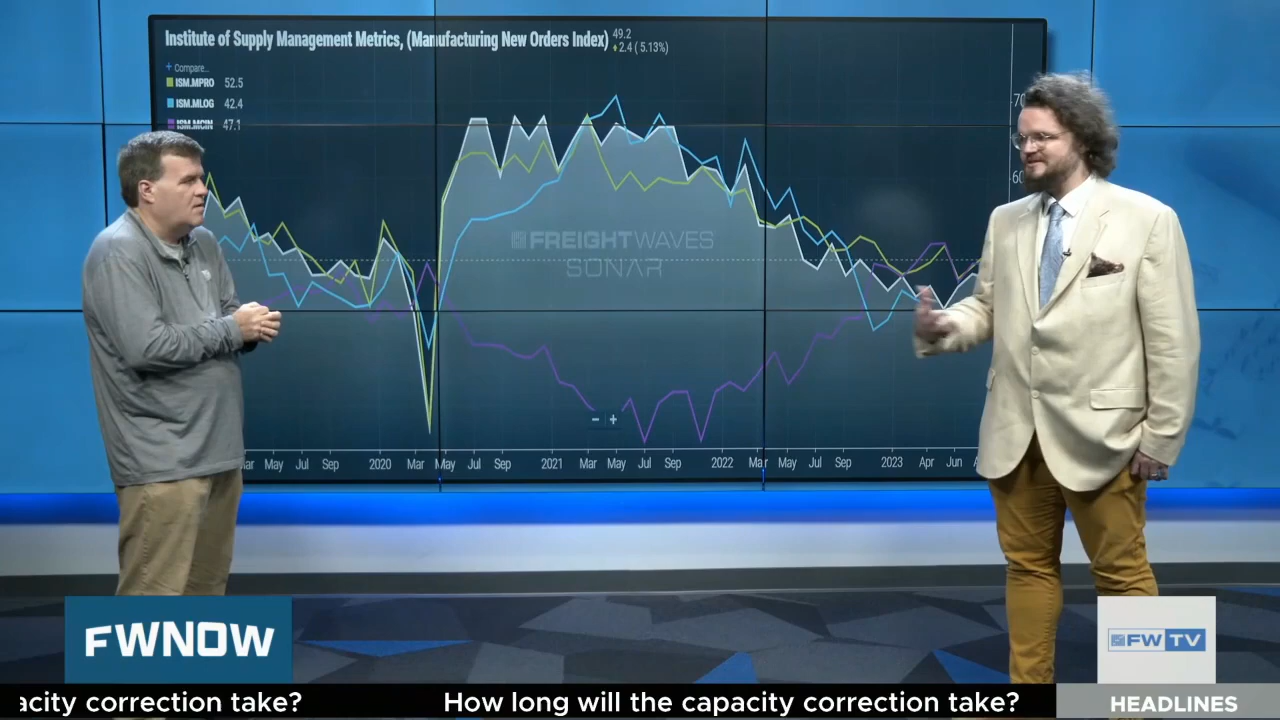 Institute of Supply Management Metrics, (Manufacturing New Orders Index) 49.2
2.4 ( 5.13%)
+ Compare...
ISM.MPRO 52.5
ISM.MLOG 42.4
ISM.MCIN 47.1
70
60
FREIGHTWAVES
SONAR
− +
Mar May Jul Sep 2020 Mar May Jul Sep 2021 Mar May Jul Sep 2022 Mar May Jul Sep 2023 Apr Jun
FWNOW
FWTV
acity correction take? How long will the capacity correction take? HEADLINES